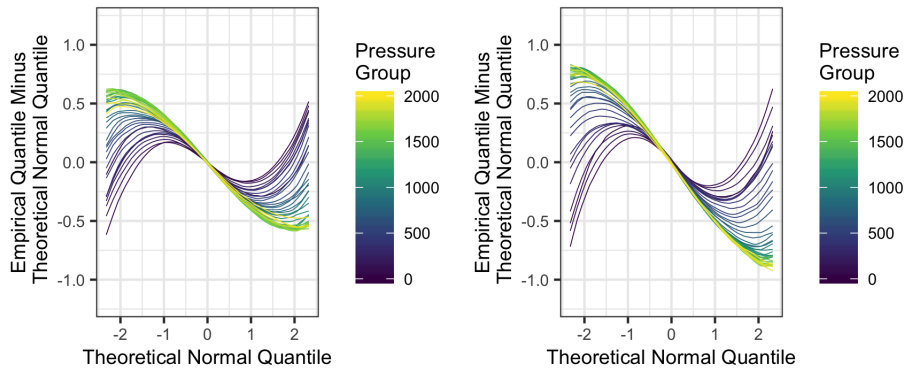 Empirical Quantile Minus
Theoretical Normal Quantile
1.0
0.5
0.0
-0.5
-1.0
-2 -1 0 1 2
Theoretical Normal Quantile
Pressure
Group
2000
1500
1000
500
0
Empirical Quantile Minus
Theoretical Normal Quantile
1.0
0.5
0.0
-0.5
-1.0
-2 -1 0 1 2
Theoretical Normal Quantile
Pressure
Group
2000
1500
1000
500
0